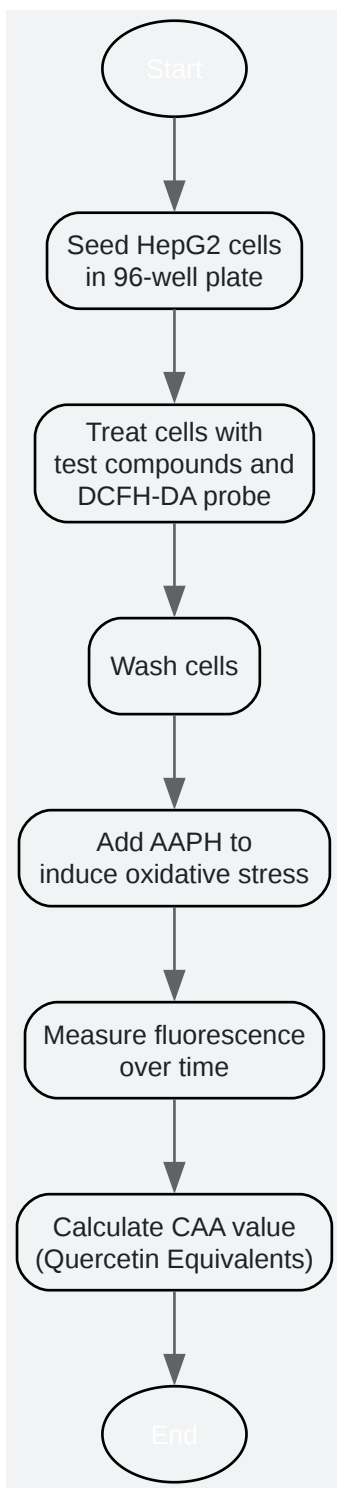 Start
Seed HepG2 cells
in 96-well plate
Treat cells with
test compounds and
DCFH-DA probe
Wash cells
Add AAPH to
induce oxidative stress
Measure fluorescence
over time
Calculate CAA value
(Quercetin Equivalents)
End